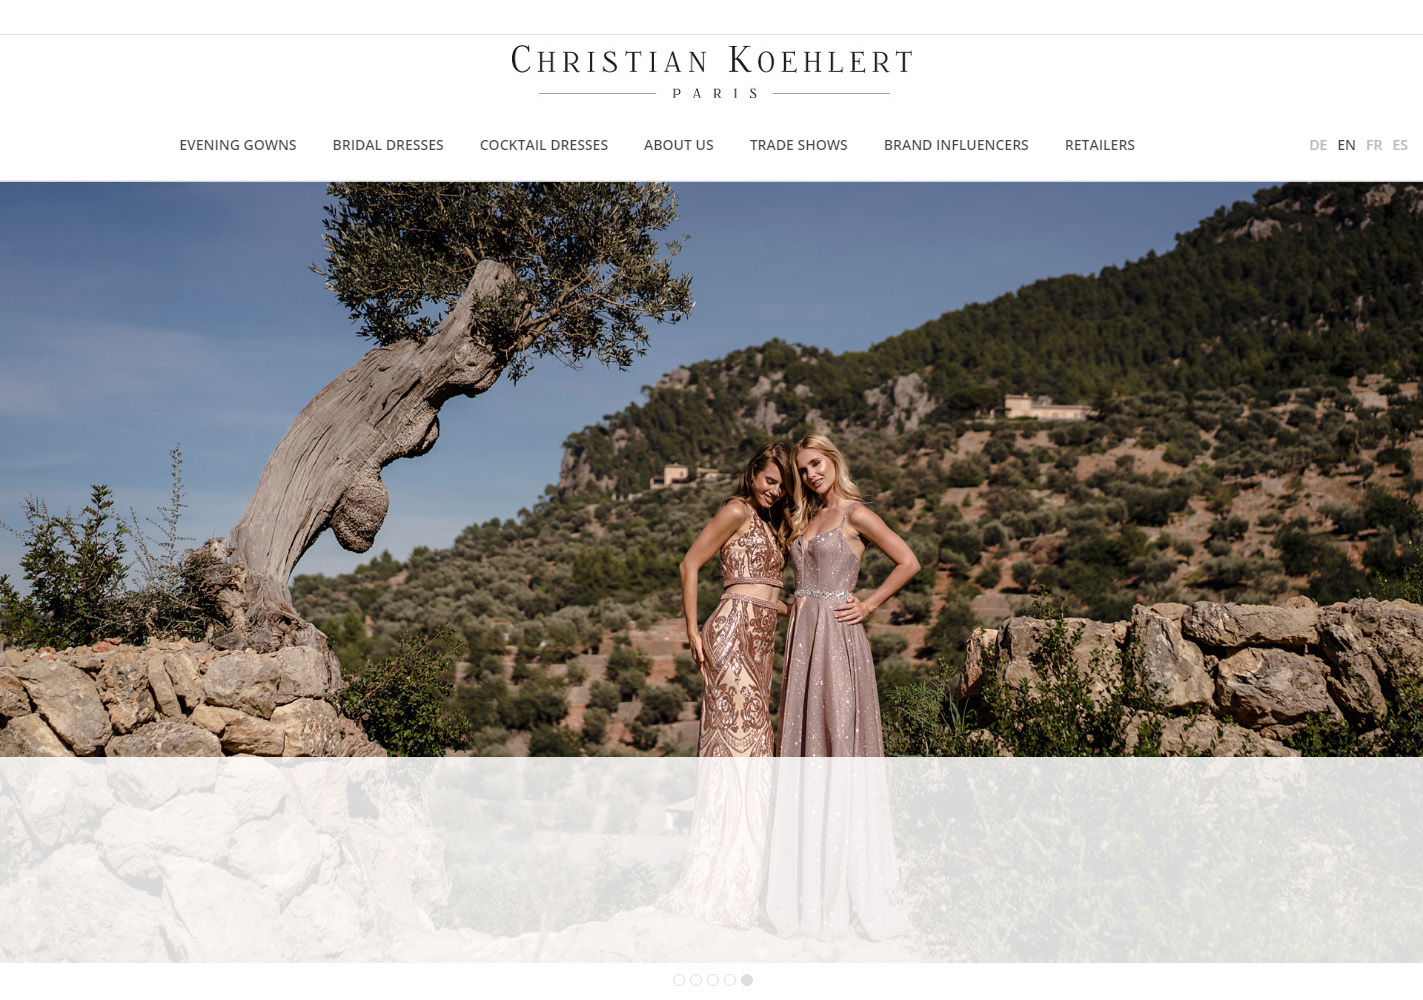 CHRISTIAN KOEHLERT
PARIS
EVENING GOWNS BRIDAL DRESSES COCKTAIL DRESSES ABOUT US TRADE SHOWS BRAND INFLUENCERS RETAILERS DE EN FR ES